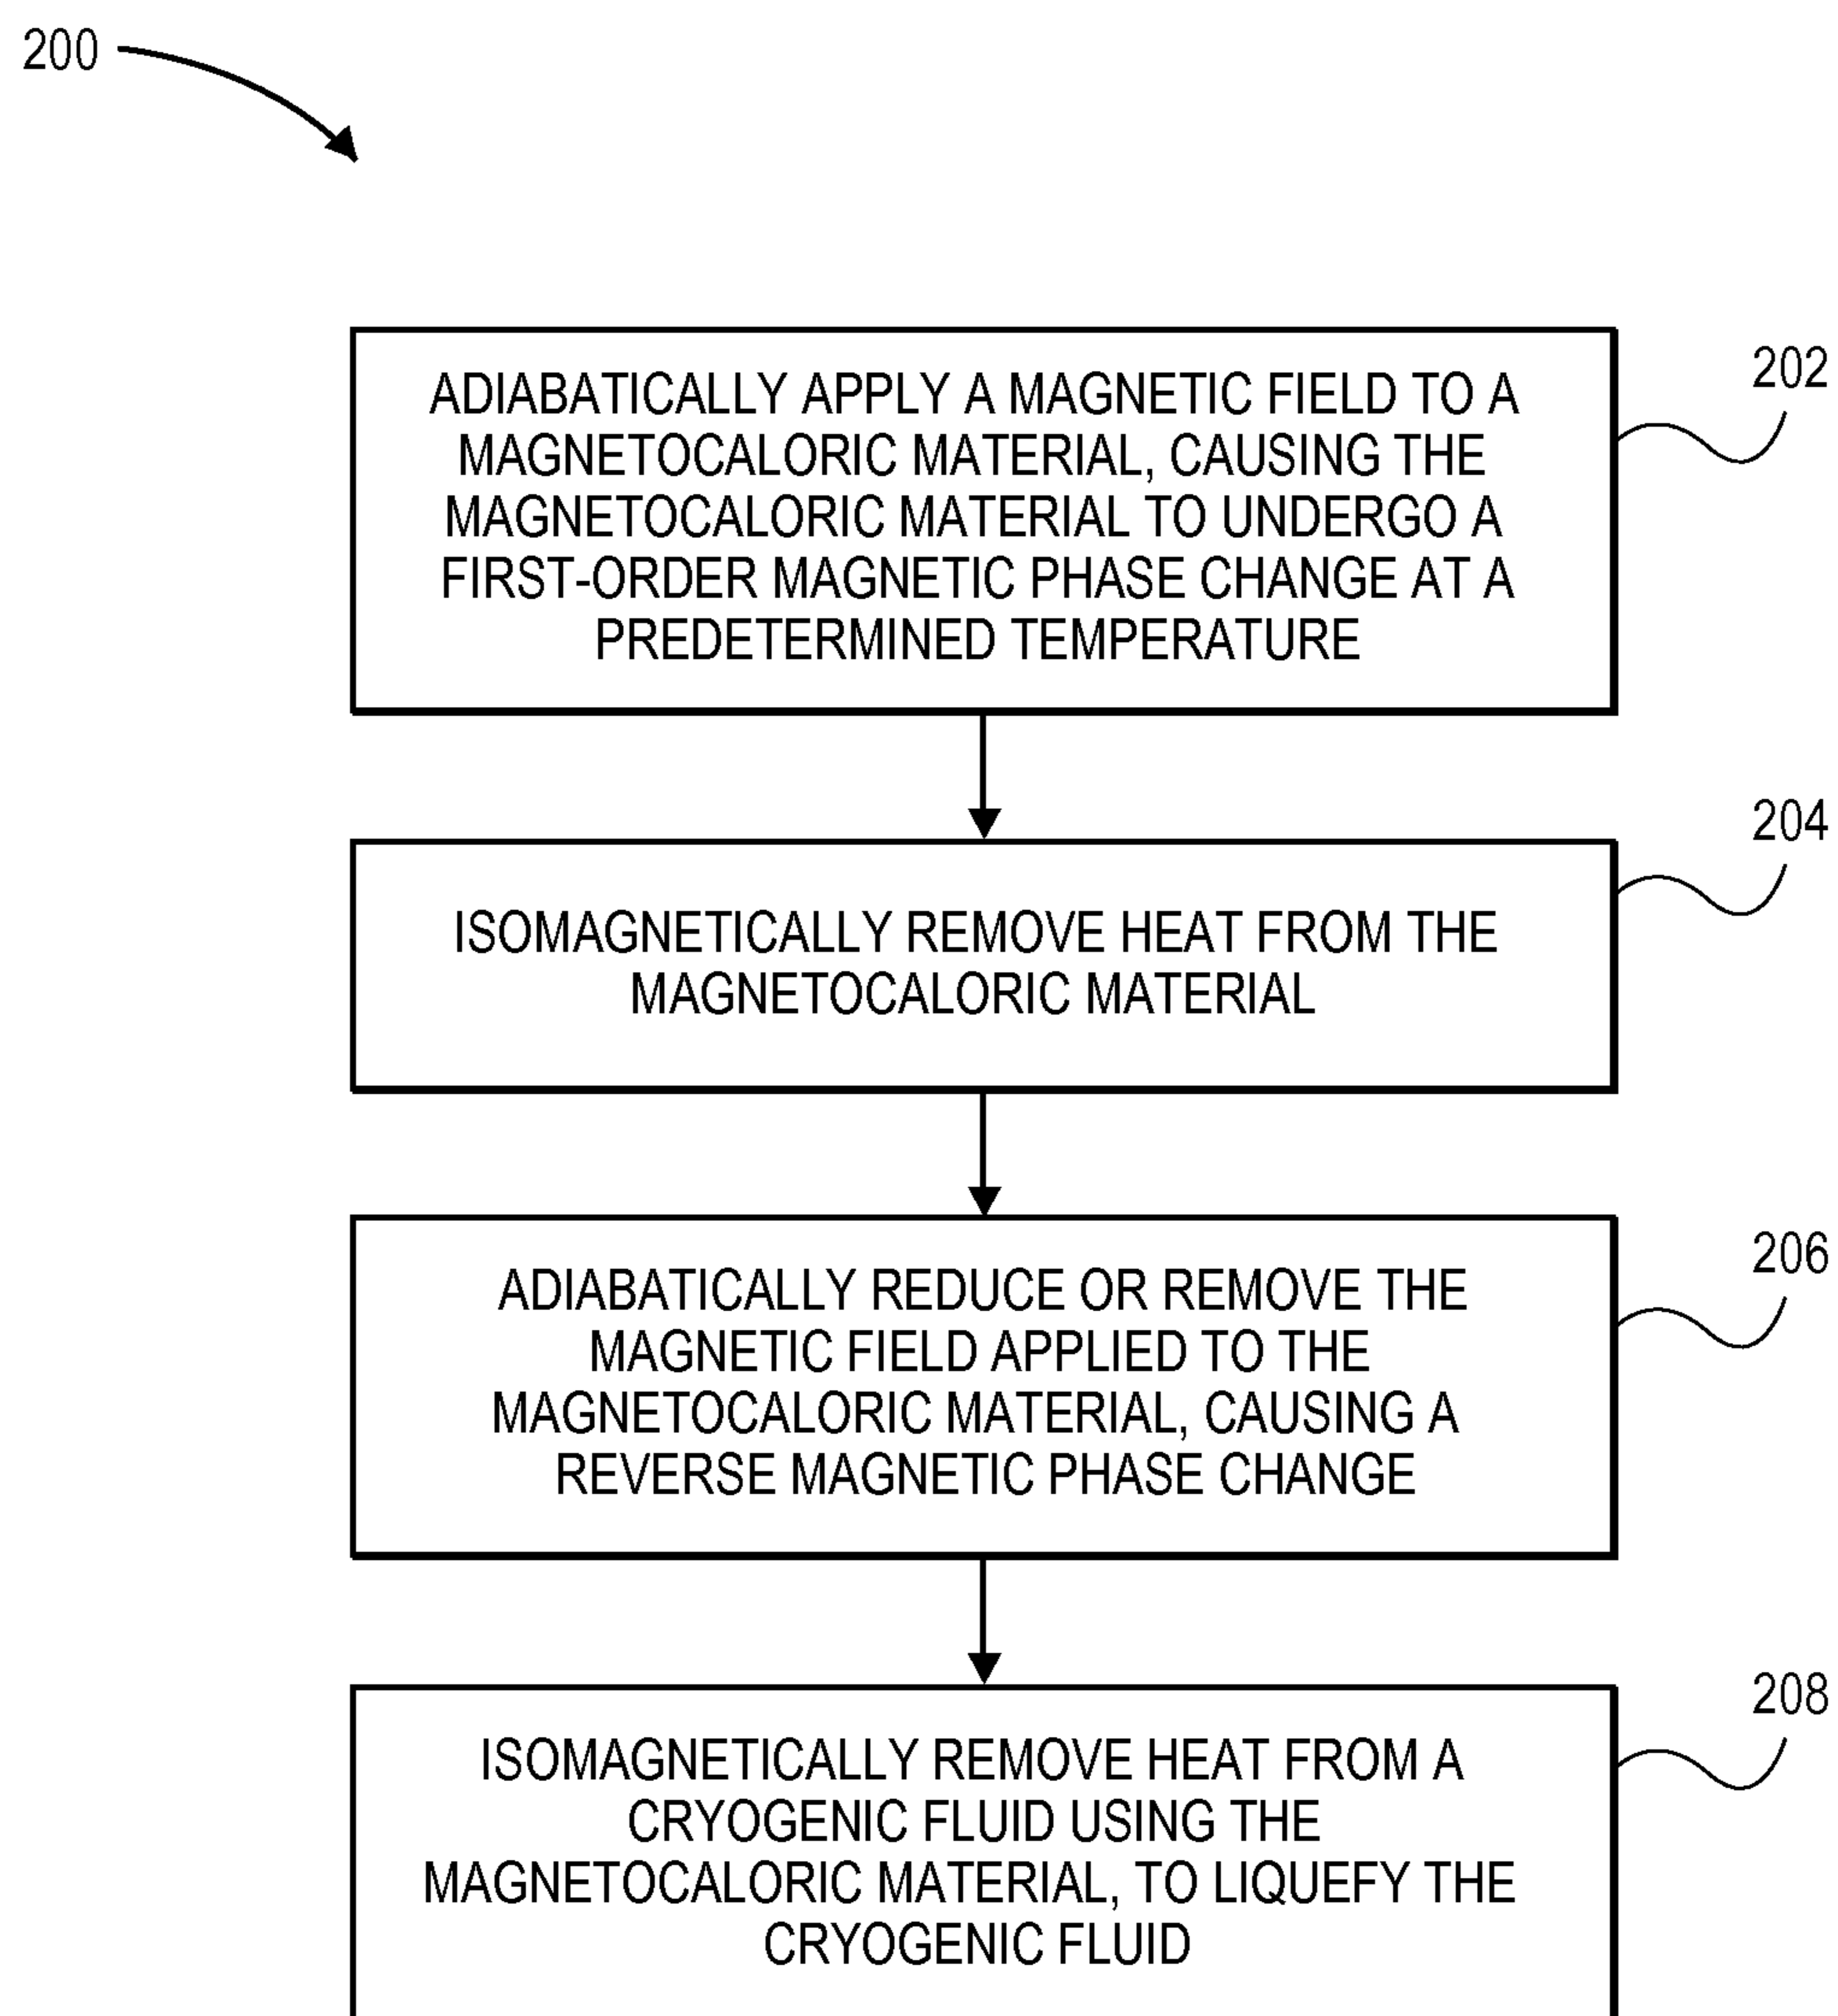 200
ADIABATICALLY APPLY A MAGNETIC FIELD TO A
MAGNETOCALORIC MATERIAL, CAUSING THE
MAGNETOCALORIC MATERIAL TO UNDERGO A
FIRST-ORDER MAGNETIC PHASE CHANGE AT A
PREDETERMINED TEMPERATURE
202
ISOMAGNETICALLY REMOVE HEAT FROM THE
MAGNETOCALORIC MATERIAL
204
ADIABATICALLY REDUCE OR REMOVE THE
MAGNETIC FIELD APPLIED TO THE
MAGNETOCALORIC MATERIAL, CAUSING A
REVERSE MAGNETIC PHASE CHANGE
206
ISOMAGNETICALLY REMOVE HEAT FROM A
CRYOGENIC FLUID USING THE
MAGNETOCALORIC MATERIAL, TO LIQUEFY THE
CRYOGENIC FLUID
208